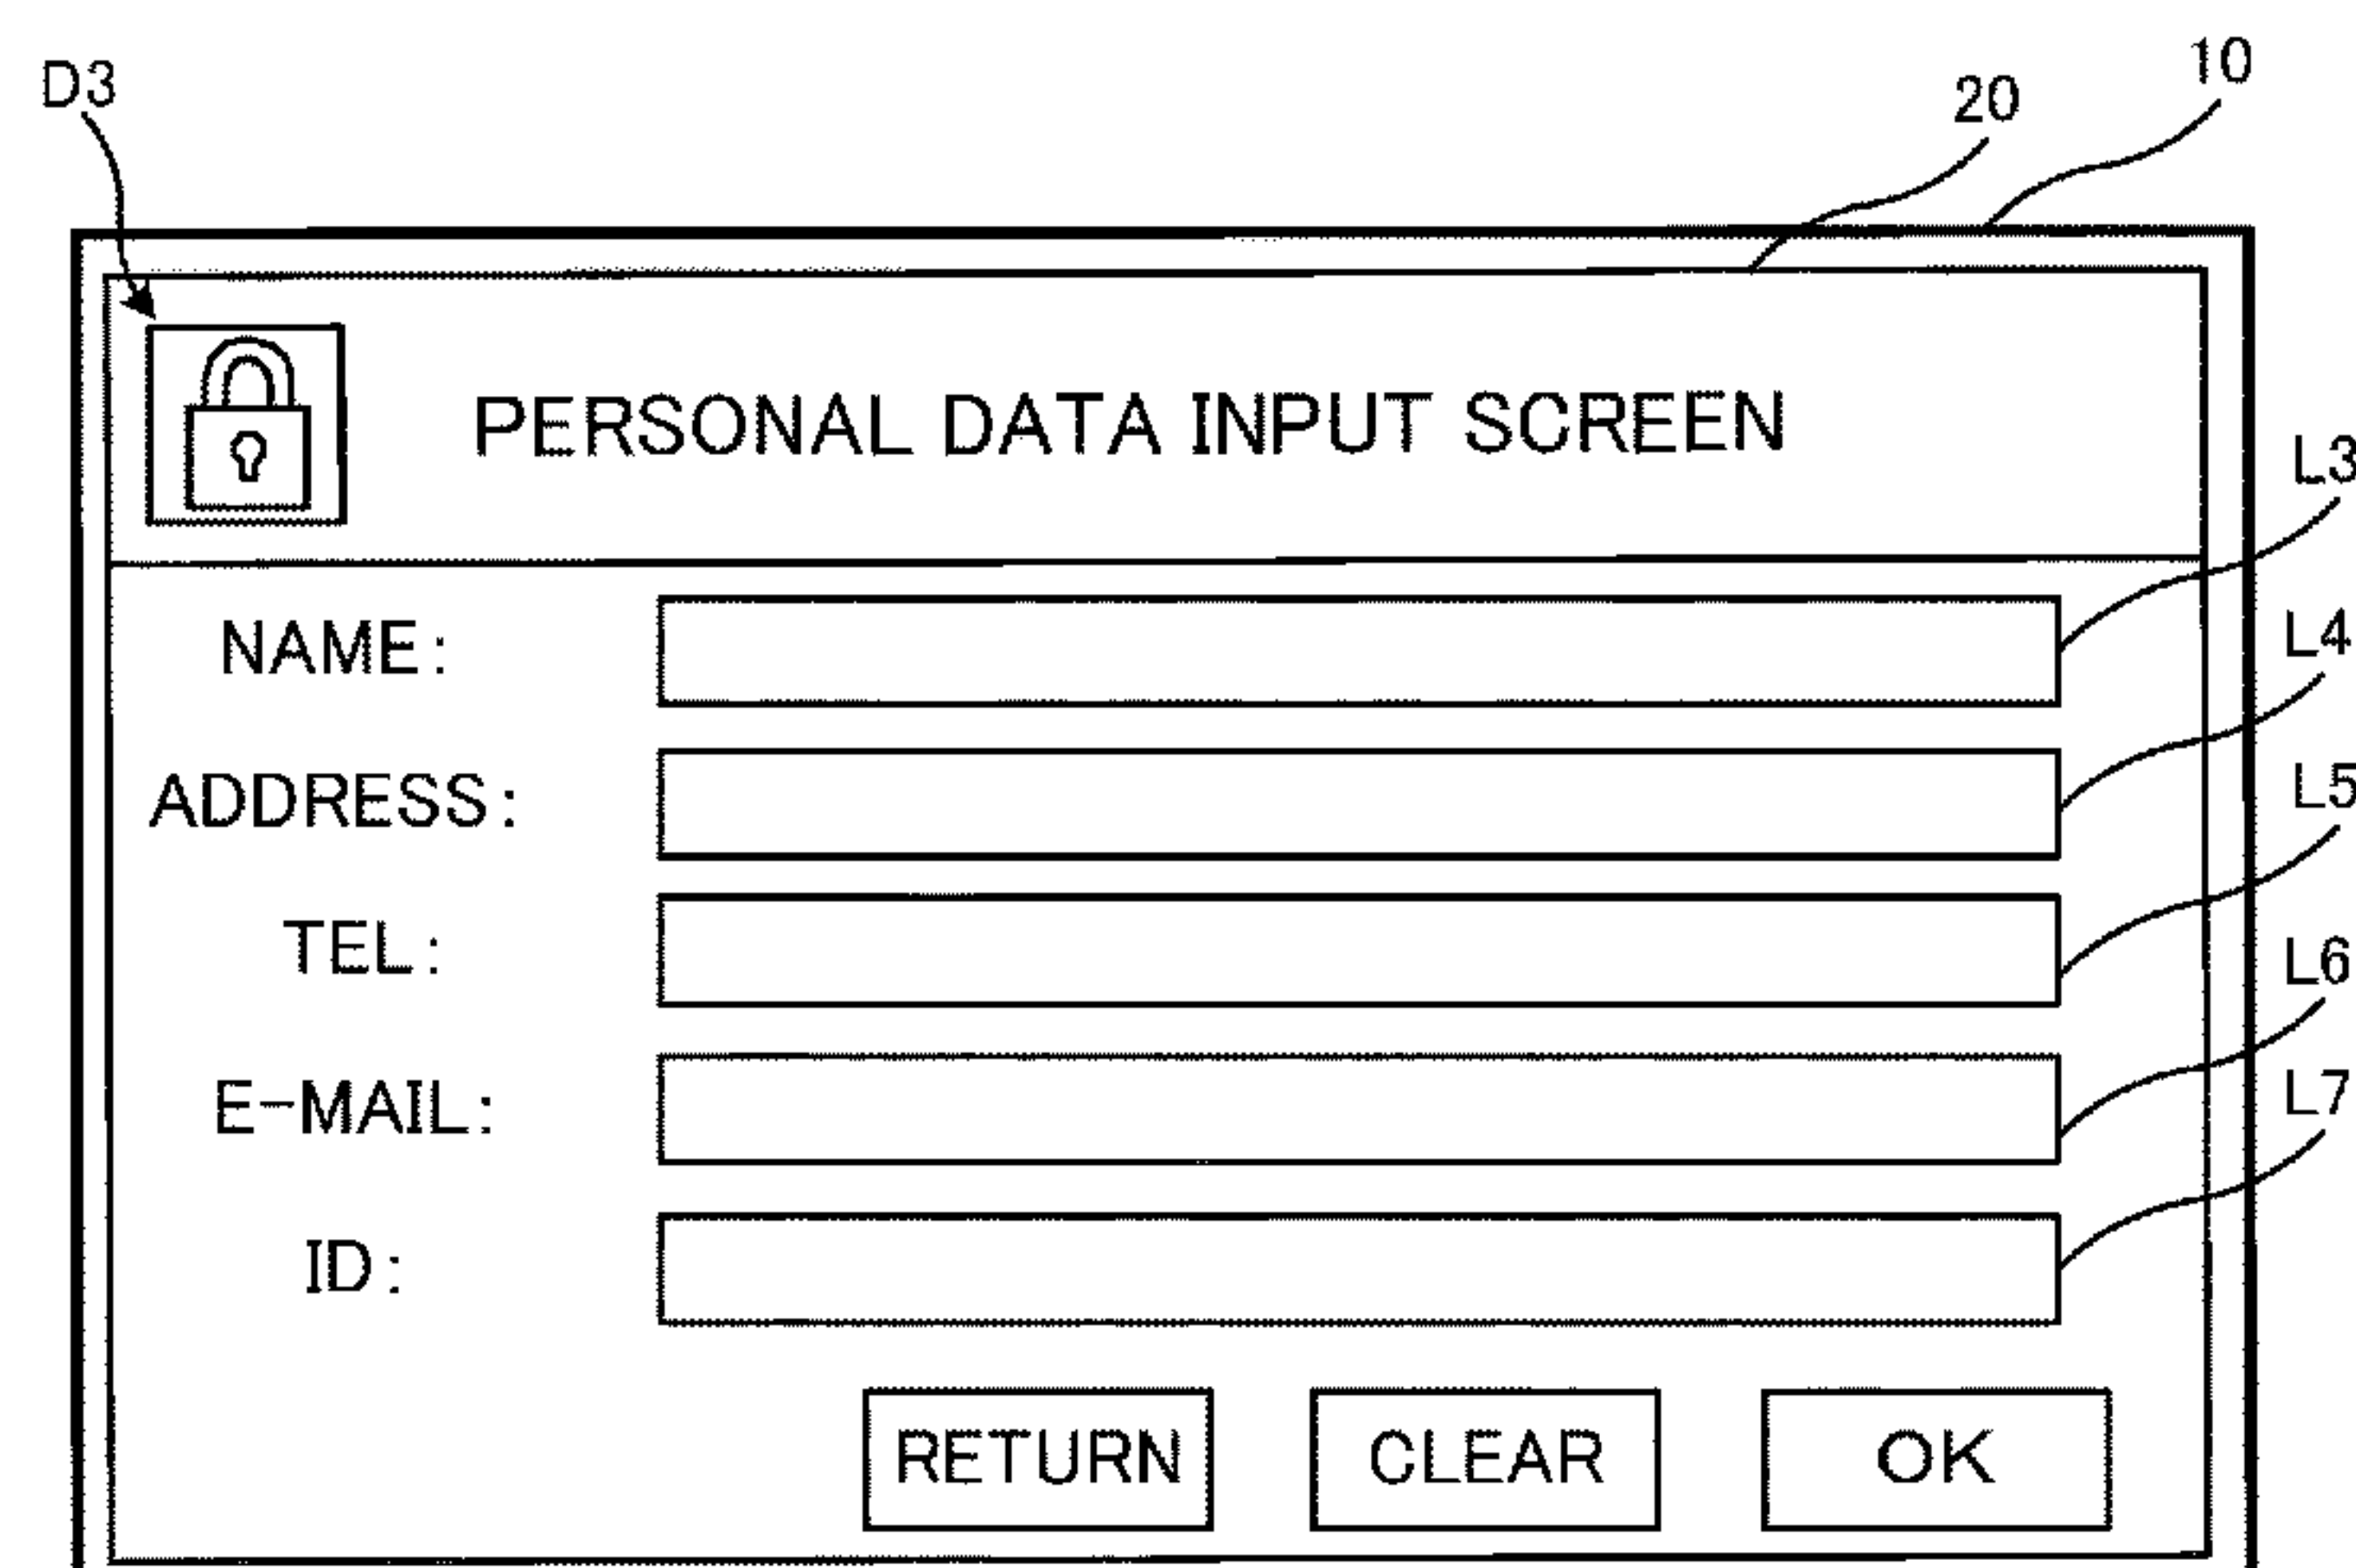 D3
20
10
PERSONAL DATA INPUT SCREEN
L3
NAME:
L4
ADDRESS:
L5
TEL:
L6
E-MAIL:
L7
ID:
RETURN CLEAR OK